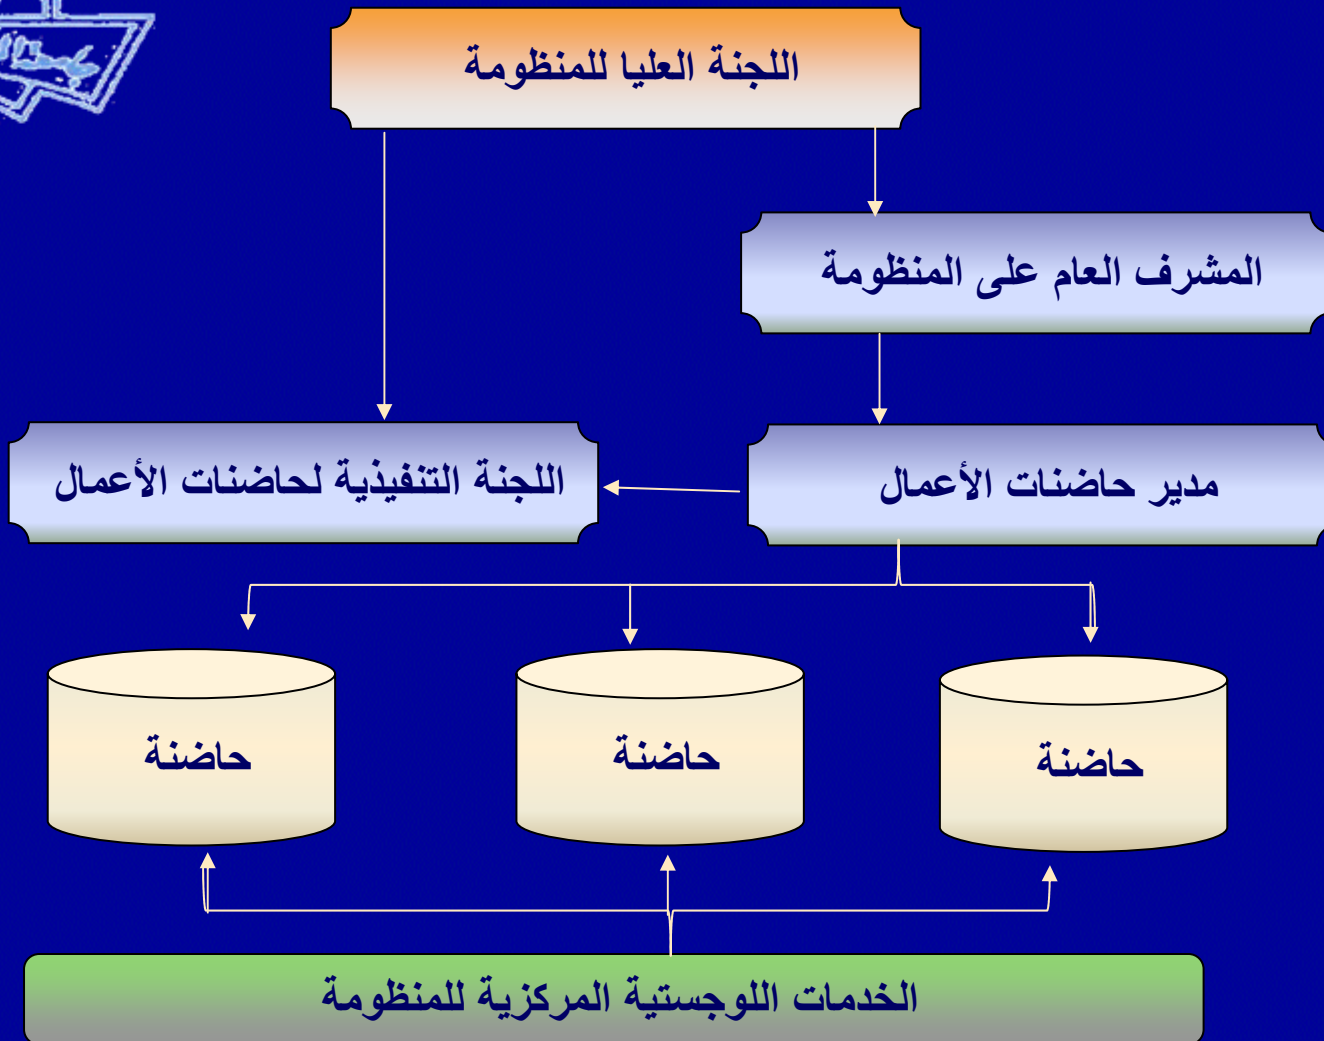 اللجنة العليا للمنظومة
المشرف العام على المنظومة
مدير حاضنات الأعمال
اللجنة التنفيذية لحاضنات الأعمال
حاضنة
حاضنة
حاضنة
الخدمات اللوجستية المركزية للمنظومة